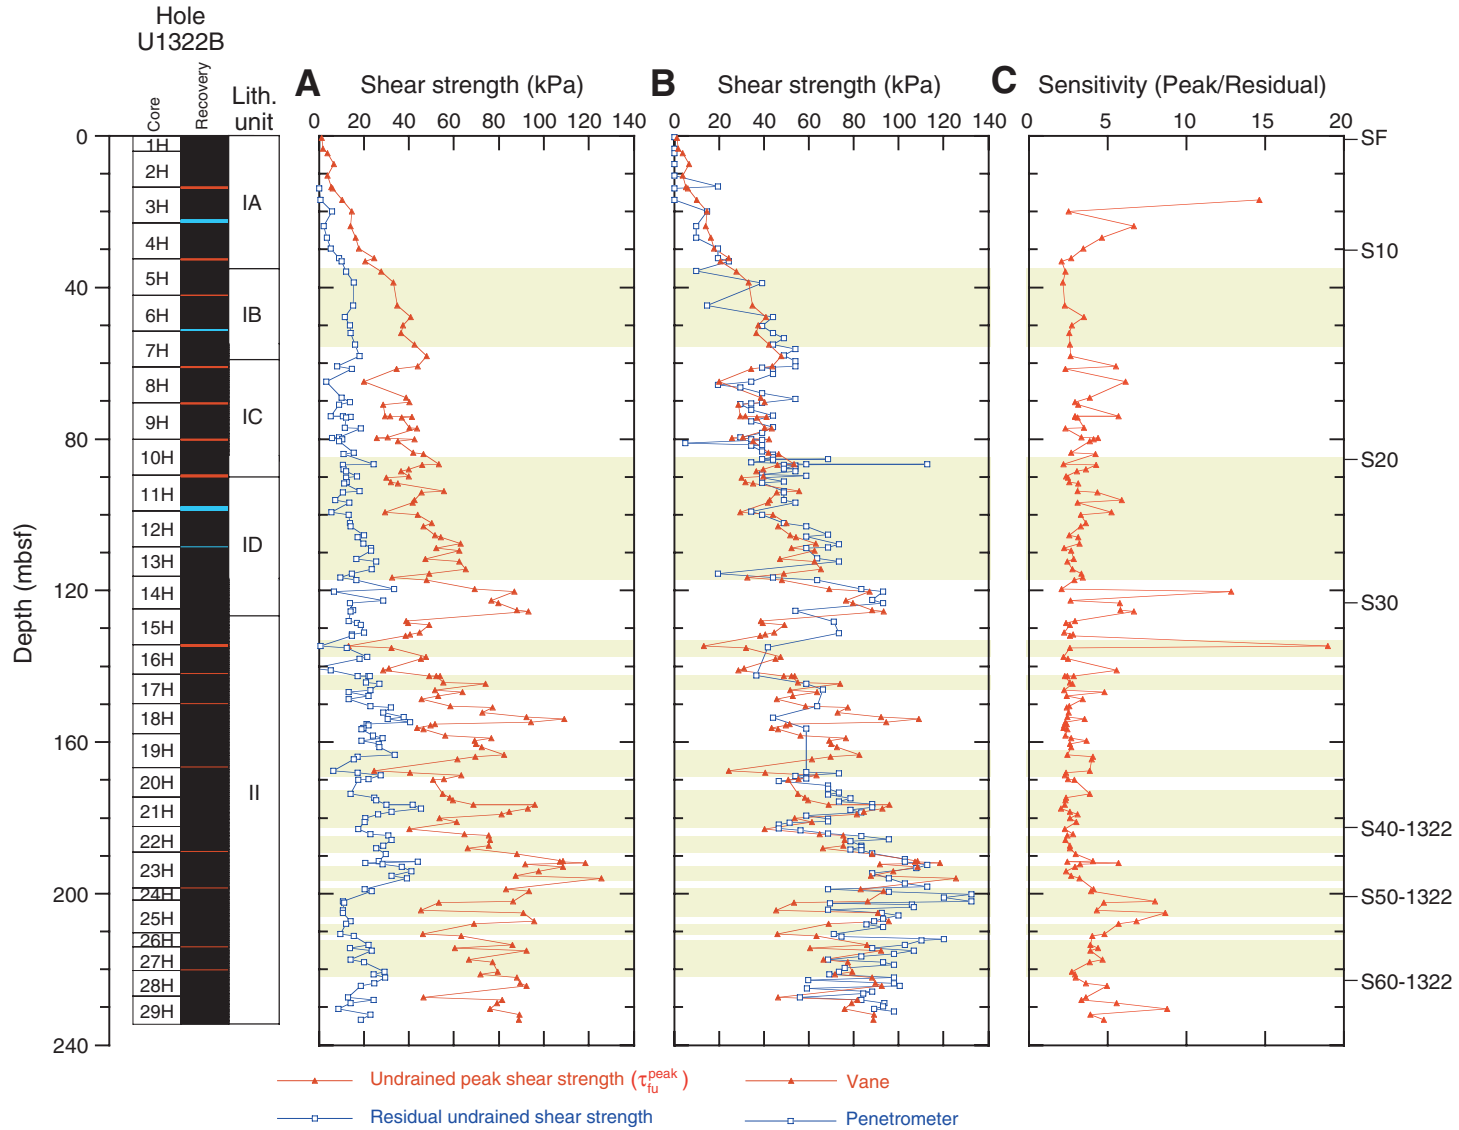 Hole
U1322B
Core
Recovery
Lith.
unit
A Shear strength (kPa)
B Shear strength (kPa)
C Sensitivity (Peak/Residual)
0 20 40 60 80 100 120 140
0 20 40 60 80 100 120 140
0 5 10 15 20
Depth (mbsf)
0
40
80
120
160
200
240
1H
2H
3H
4H
5H
6H
7H
8H
9H
10H
11H
12H
13H
14H
15H
16H
17H
18H
19H
20H
21H
22H
23H
24H
25H
26H
27H
28H
29H
IA
IB
IC
ID
II
SF
S10
S20
S30
S40-1322
S50-1322
S60-1322
Undrained peak shear strength (τfu peak)
Residual undrained shear strength
Vane
Penetrometer